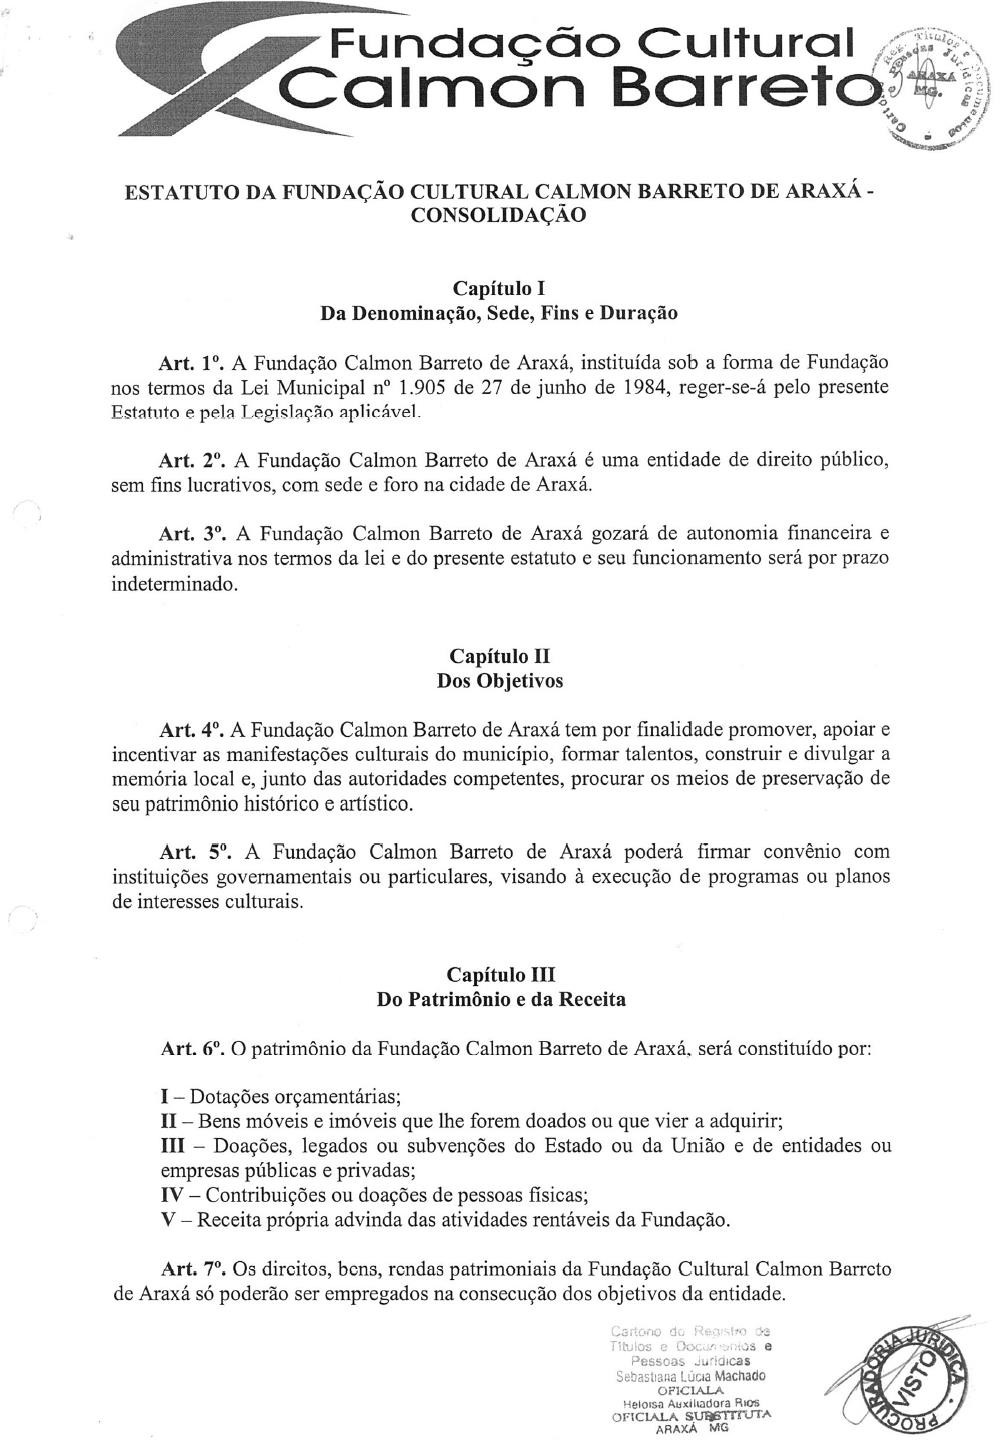 Fundação Cultural
Calmon Barreto
Cartório Reg. Títulos e Documentos
e Pessoas Jurídicas
ARAXÁ
MG.
ESTATUTO DA FUNDAÇÃO CULTURAL CALMON BARRETO DE ARAXÁ -
CONSOLIDAÇÃO
Capítulo I
Da Denominação, Sede, Fins e Duração
Art. 1º. A Fundação Calmon Barreto de Araxá, instituída sob a forma de Fundação
nos termos da Lei Municipal nº 1.905 de 27 de junho de 1984, reger-se-á pelo presente
Estatuto e pela Legislação aplicável.
Art. 2º. A Fundação Calmon Barreto de Araxá é uma entidade de direito público,
sem fins lucrativos, com sede e foro na cidade de Araxá.
Art. 3º. A Fundação Calmon Barreto de Araxá gozará de autonomia financeira e
administrativa nos termos da lei e do presente estatuto e seu funcionamento será por prazo
indeterminado.
Capítulo II
Dos Objetivos
Art. 4º. A Fundação Calmon Barreto de Araxá tem por finalidade promover, apoiar e
incentivar as manifestações culturais do município, formar talentos, construir e divulgar a
memória local e, junto das autoridades competentes, procurar os meios de preservação de
seu patrimônio histórico e artístico.
Art. 5º. A Fundação Calmon Barreto de Araxá poderá firmar convênio com
instituições governamentais ou particulares, visando à execução de programas ou planos
de interesses culturais.
Capítulo III
Do Patrimônio e da Receita
Art. 6º. O patrimônio da Fundação Calmon Barreto de Araxá, será constituído por:
I – Dotações orçamentárias;
II – Bens móveis e imóveis que lhe forem doados ou que vier a adquirir;
III – Doações, legados ou subvenções do Estado ou da União e de entidades ou
empresas públicas e privadas;
IV – Contribuições ou doações de pessoas físicas;
V – Receita própria advinda das atividades rentáveis da Fundação.
Art. 7º. Os direitos, bens, rendas patrimoniais da Fundação Cultural Calmon Barreto
de Araxá só poderão ser empregados na consecução dos objetivos da entidade.
Cartório do Registro de
Títulos e Documentos e
Pessoas Jurídicas
Sebastiana Lúcia Machado
OFICIALA
Heloisa Auxiliadora Rios
OFICIALA SUBSTITUTA
ARAXÁ MG
PROCURADORIA JURÍDICA
VISTO